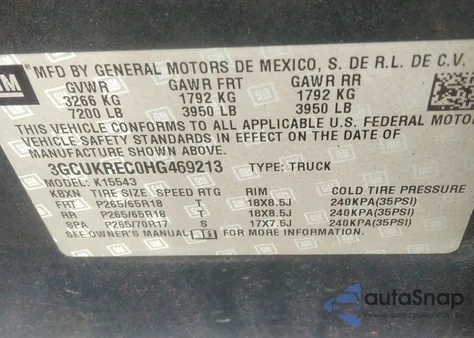 GM
MFD BY GENERAL MOTORS DE MEXICO, S. DE R.L. DE C.V.
GVWR GAWR FRT GAWR RR
3266 KG 1792 KG 1792 KG
7200 LB 3950 LB 3950 LB
THIS VEHICLE CONFORMS TO ALL APPLICABLE U.S. FEDERAL MOTOR
VEHICLE SAFETY STANDARDS IN EFFECT ON THE DATE OF
MANUFACTURE SHOWN ABOVE.
3GCUKREC0HG469213 TYPE: TRUCK
MODEL: K15543
TIRE SIZE SPEED RTG RIM COLD TIRE PRESSURE
FRT P265/65R18 T 18X8.5J 240KPA(35PSI)
RR P265/65R18 T 18X8.5J 240KPA(35PSI)
SPA P265/70R17 S 17X7.5J 240KPA(35PSI)
SEE OWNER'S MANUAL FOR MORE INFORMATION.
autoSnap